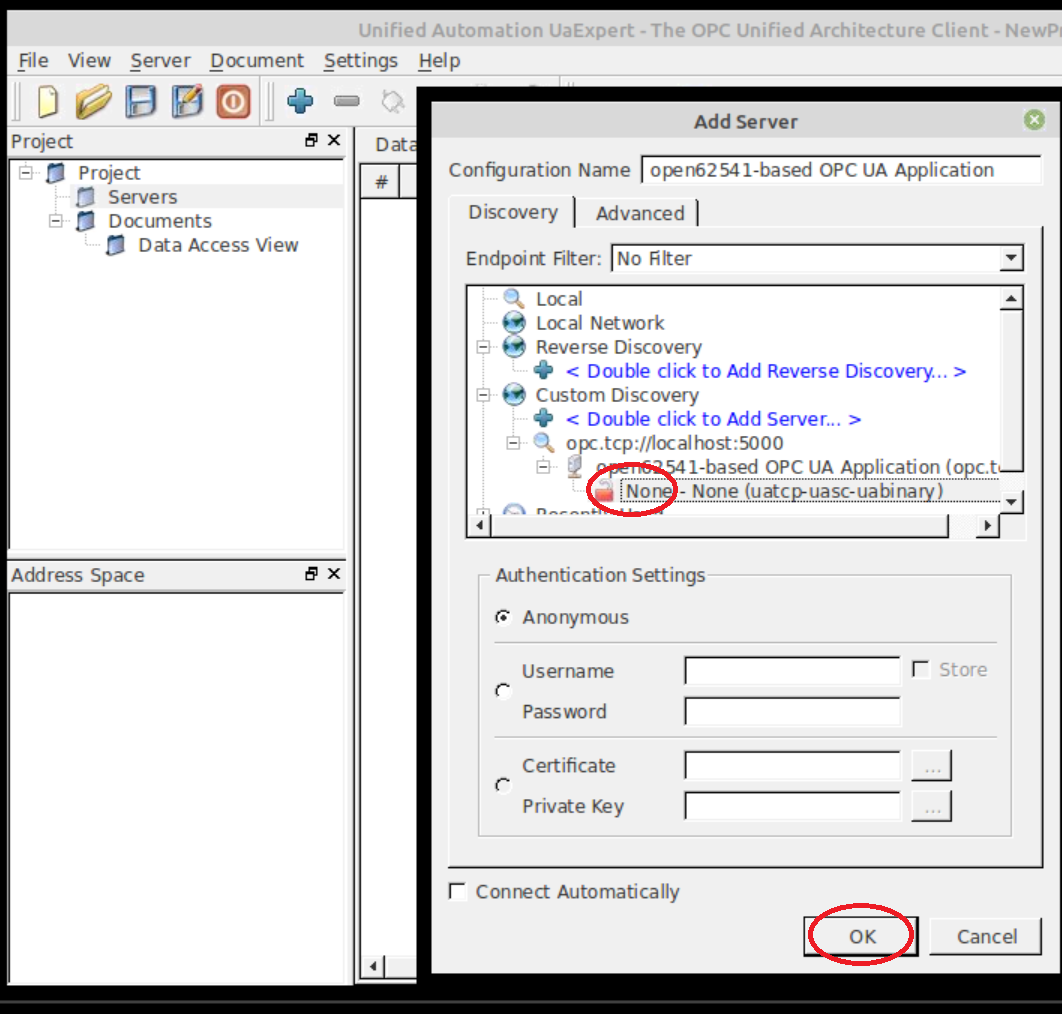 Unified Automation UaExpert - The OPC Unified Architecture Client - NewPr
File View Server Document Settings Help
Project
Project
Servers
Documents
Data Access View
Address Space
Data
#
Add Server
Configuration Name open62541-based OPC UA Application
Discovery Advanced
Endpoint Filter: No Filter
Local
Local Network
Reverse Discovery
< Double click to Add Reverse Discovery... >
Custom Discovery
< Double click to Add Server... >
opc.tcp://localhost:5000
open62541-based OPC UA Application (opc.t
None - None (uatcp-uasc-uabinary)
Authentication Settings
Anonymous
Username Store
Password
Certificate ...
Private Key ...
Connect Automatically
OK Cancel